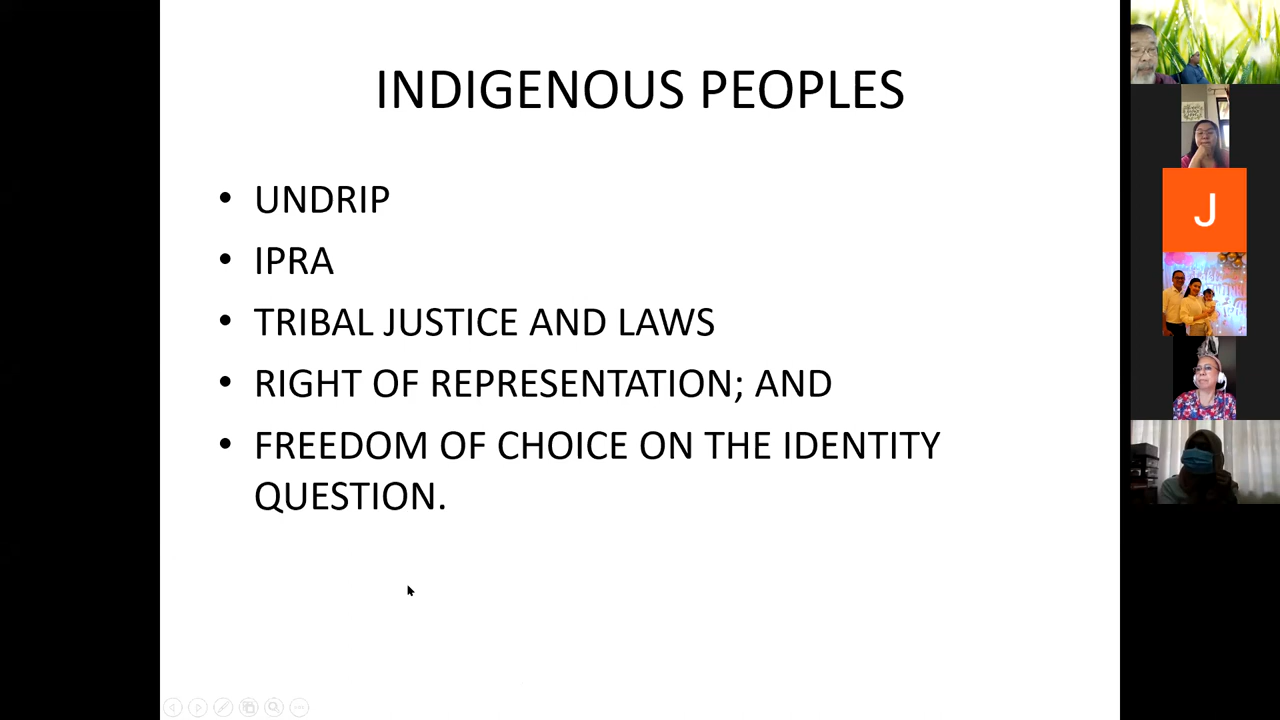 INDIGENOUS PEOPLES
• UNDRIP
• IPRA
• TRIBAL JUSTICE AND LAWS
• RIGHT OF REPRESENTATION; AND
• FREEDOM OF CHOICE ON THE IDENTITY
QUESTION.
J